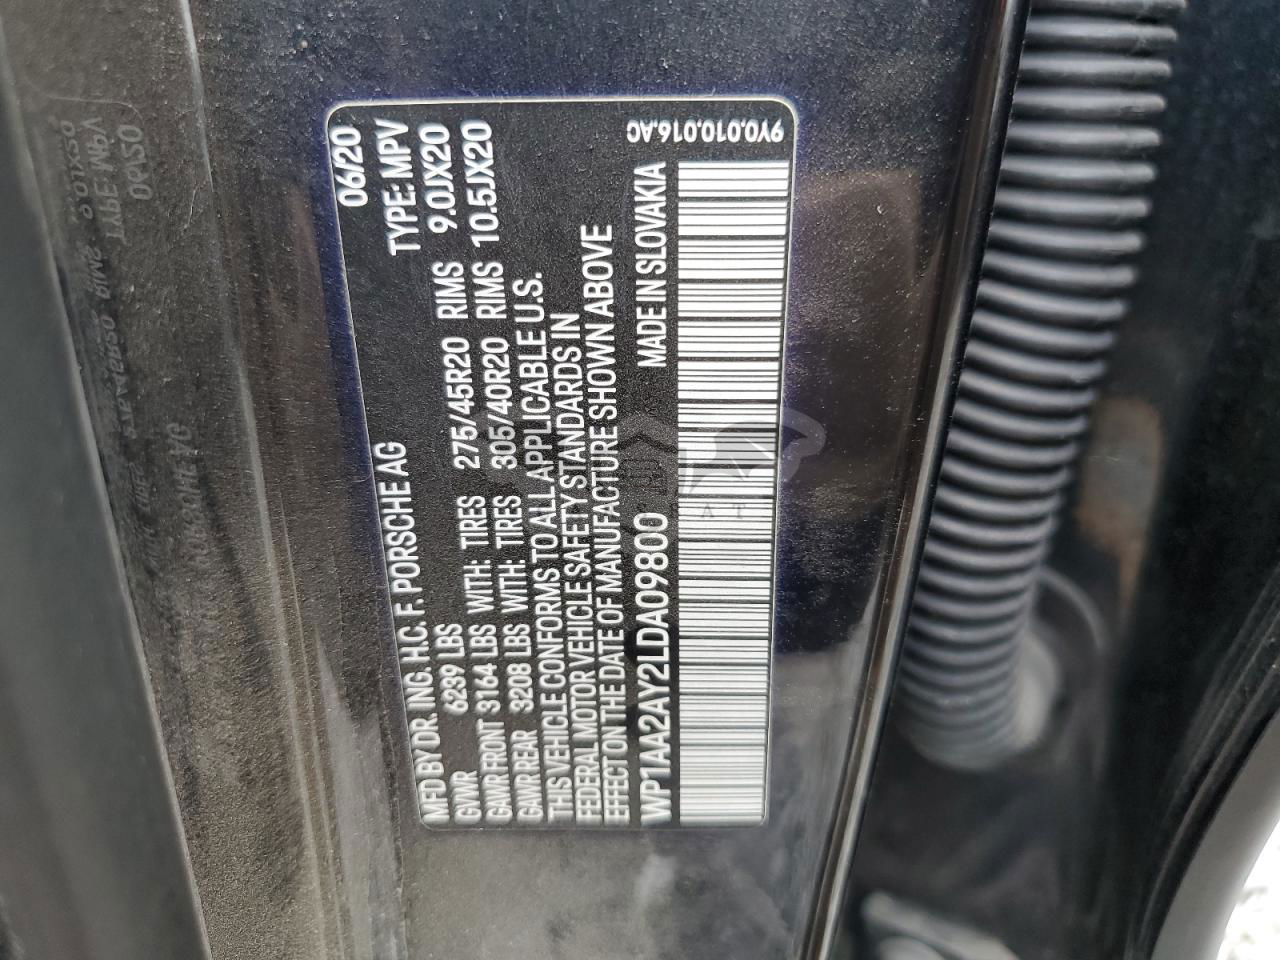 MFD BY DR. ING. H.C. F. PORSCHE AG 06/20
GVWR 6239 LBS TYPE: MPV
GAWR FRONT 3164 LBS WITH: TIRES 275/45R20 RIMS 9.0JX20
GAWR REAR 3208 LBS WITH: TIRES 305/40R20 RIMS 10.5JX20
THIS VEHICLE CONFORMS TO ALL APPLICABLE U.S.
FEDERAL MOTOR VEHICLE SAFETY STANDARDS IN
EFFECT ON THE DATE OF MANUFACTURE SHOWN ABOVE
WP1AA2AY2LDA09800 MADE IN SLOVAKIA
9Y0.010.016.AC